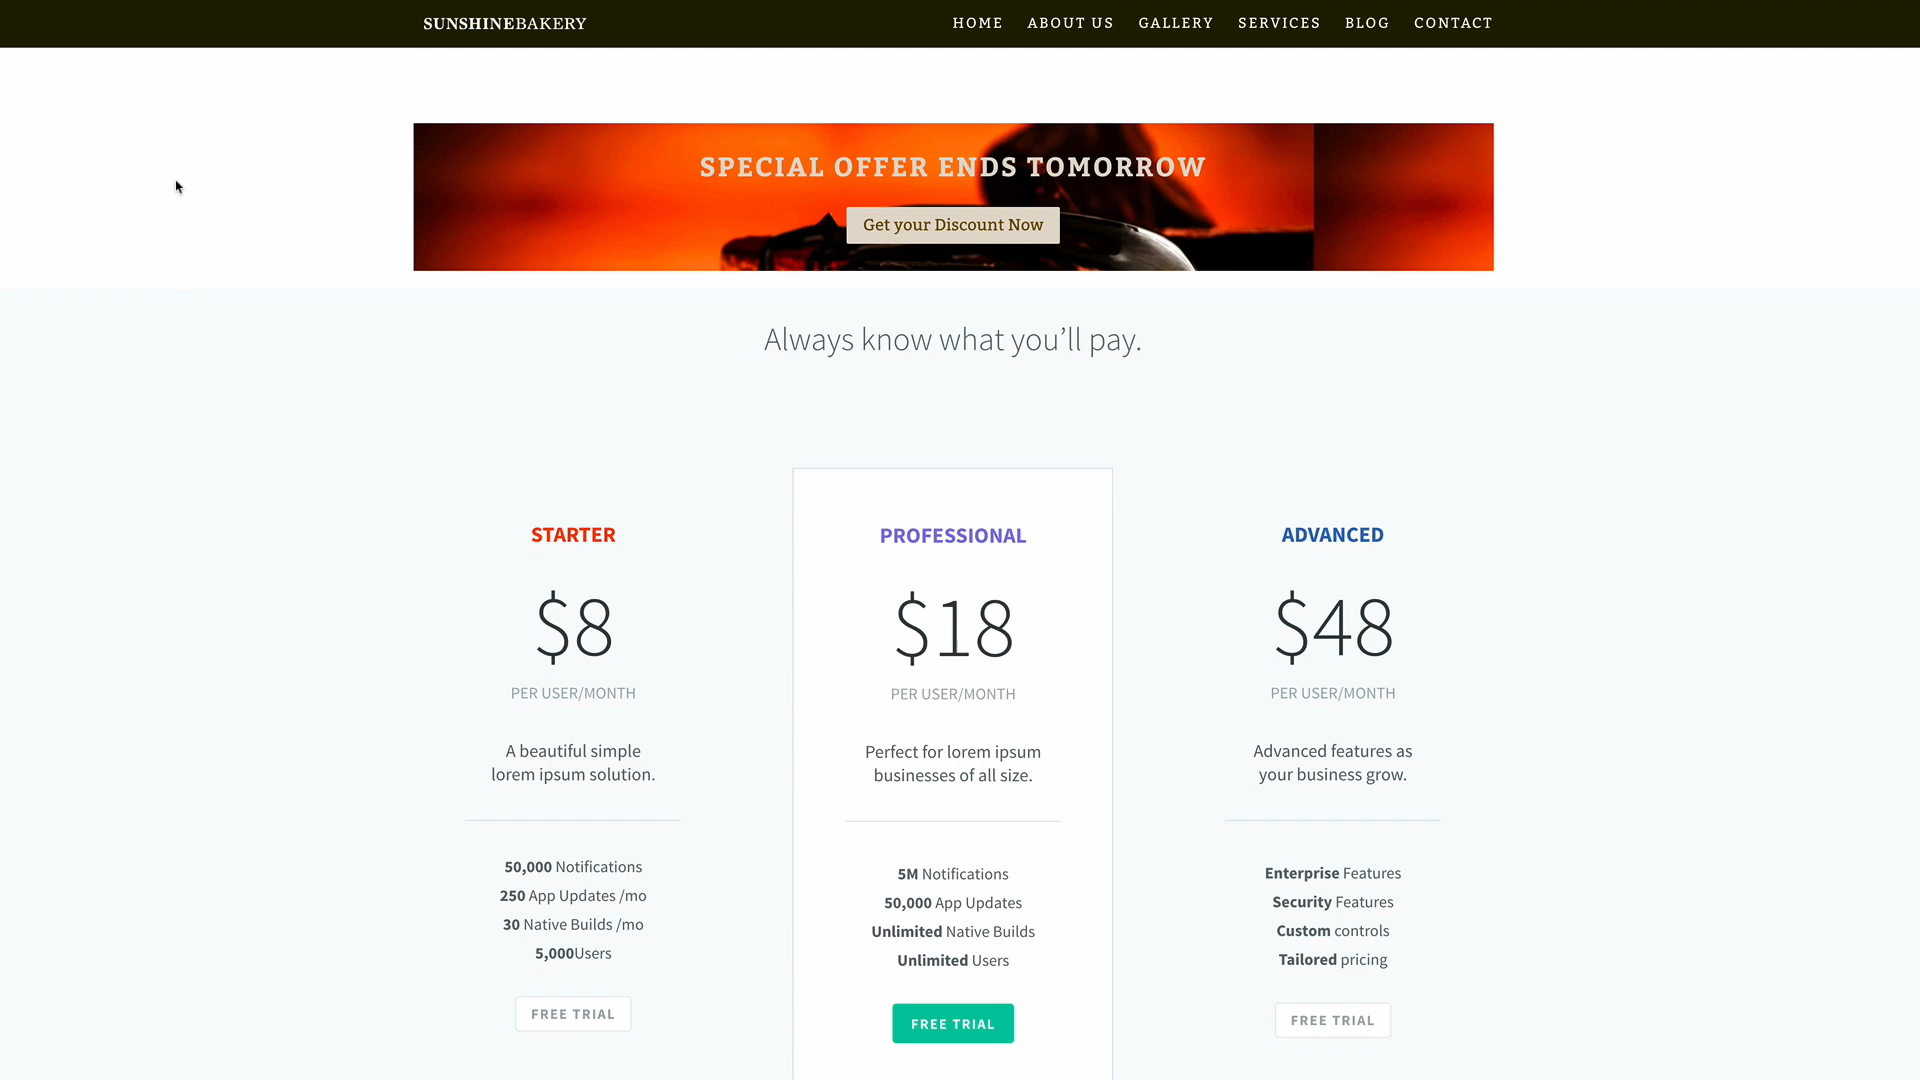 SUNSHINEBAKERY
HOME ABOUT US GALLERY SERVICES BLOG CONTACT
SPECIAL OFFER ENDS TOMORROW
Get your Discount Now
Always know what you’ll pay.
STARTER
$8
PER USER/MONTH
A beautiful simple
lorem ipsum solution.
50,000 Notifications
250 App Updates /mo
30 Native Builds /mo
5,000Users
FREE TRIAL
PROFESSIONAL
$18
PER USER/MONTH
Perfect for lorem ipsum
businesses of all size.
5M Notifications
50,000 App Updates
Unlimited Native Builds
Unlimited Users
FREE TRIAL
ADVANCED
$48
PER USER/MONTH
Advanced features as
your business grow.
Enterprise Features
Security Features
Custom controls
Tailored pricing
FREE TRIAL